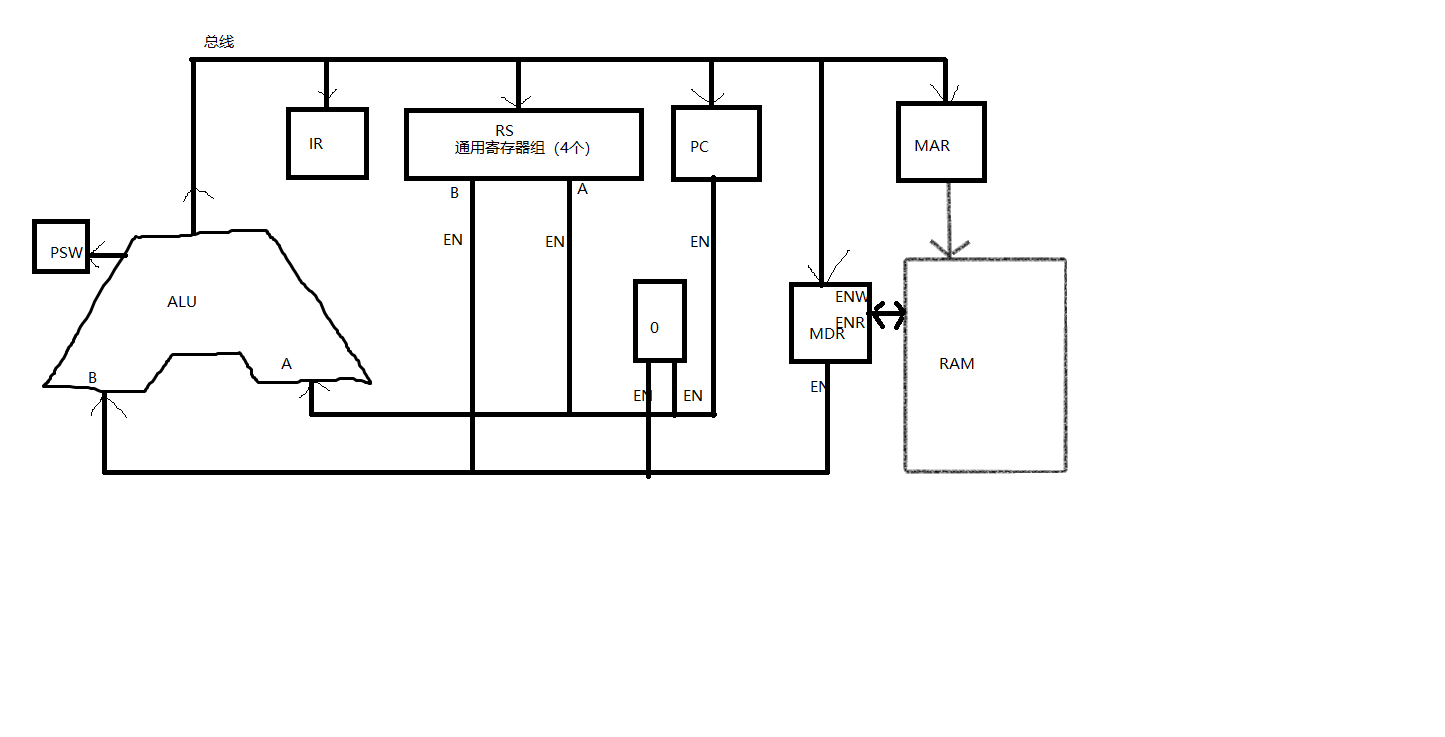 总线
IR
RS
通用寄存器组（4个）
PC
MAR
B
A
EN
EN
EN
PSW
ALU
0
ENW
ENR
MDR
RAM
A
B
EN
EN
EN